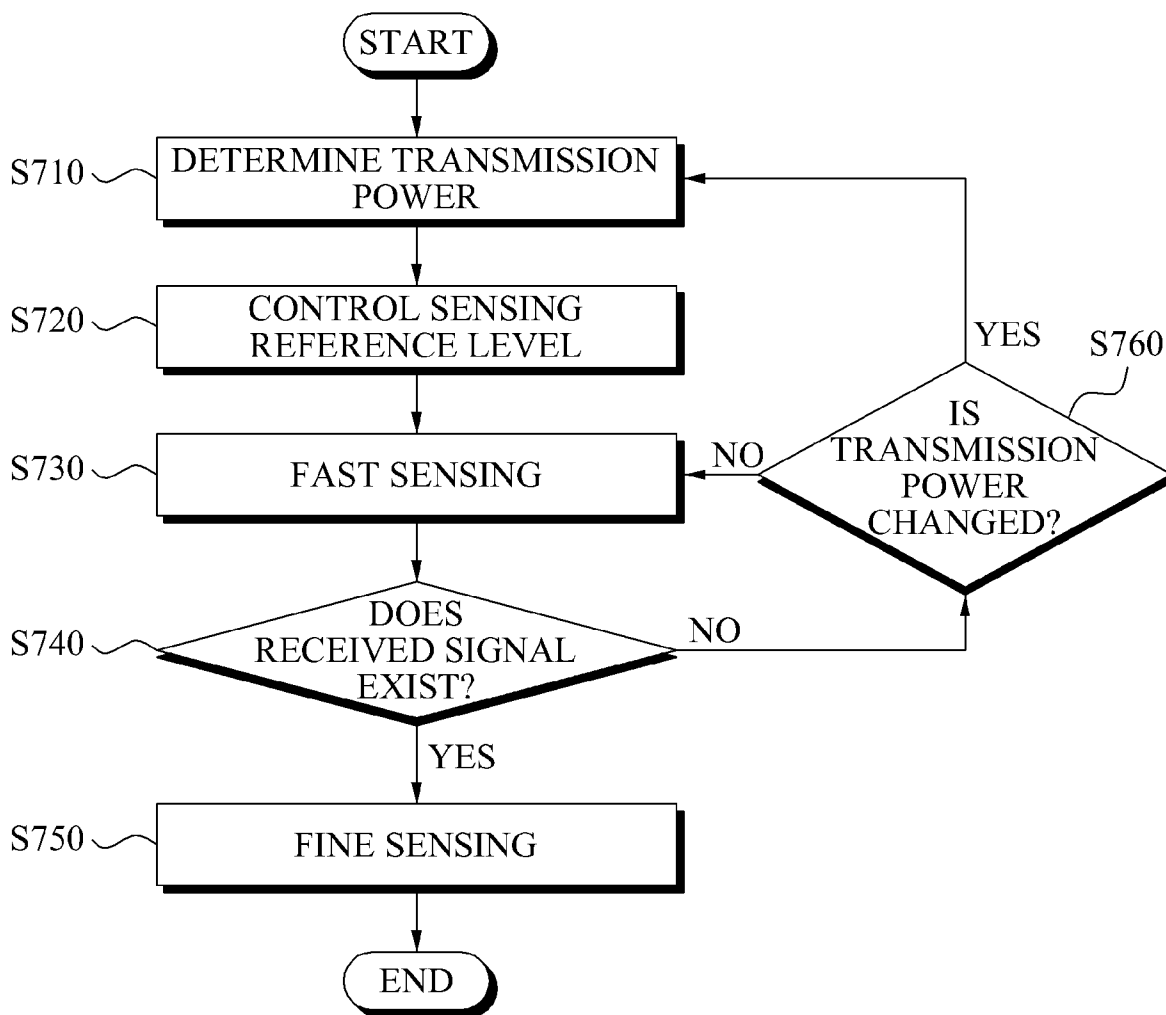 START
S710
DETERMINE TRANSMISSION
POWER
S720
CONTROL SENSING
REFERENCE LEVEL
YES
S760
IS
TRANSMISSION
POWER
CHANGED?
NO
S730
FAST SENSING
S740
DOES
RECEIVED SIGNAL
EXIST?
NO
YES
S750
FINE SENSING
END